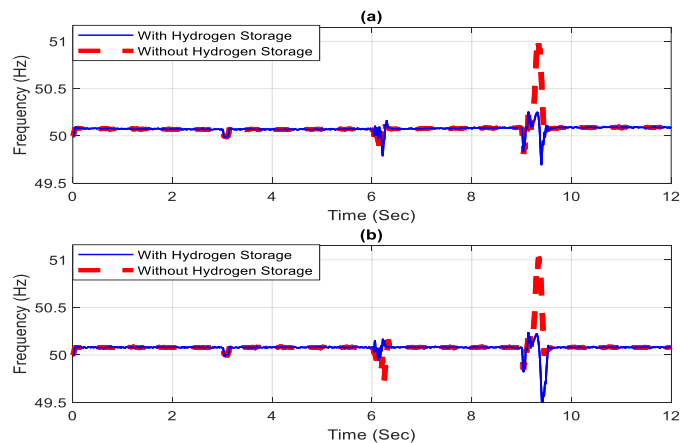 (a)
With Hydrogen Storage
Without Hydrogen Storage
Frequency (Hz)
51
50.5
50
49.5
0 2 4 6 8 10 12
Time (Sec)
(b)
With Hydrogen Storage
Without Hydrogen Storage
Frequency (Hz)
51
50.5
50
49.5
0 2 4 6 8 10 12
Time (Sec)